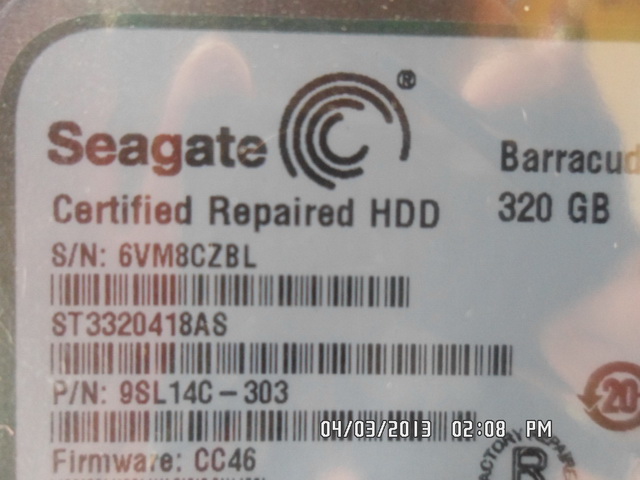 Seagate ®
Barracud
Certified Repaired HDD
320 GB
S/N: 6VM8CZBL
ST3320418AS
P/N: 9SL14C-303
20
04/03/2013 02:08 PM
Firmware: CC46
R